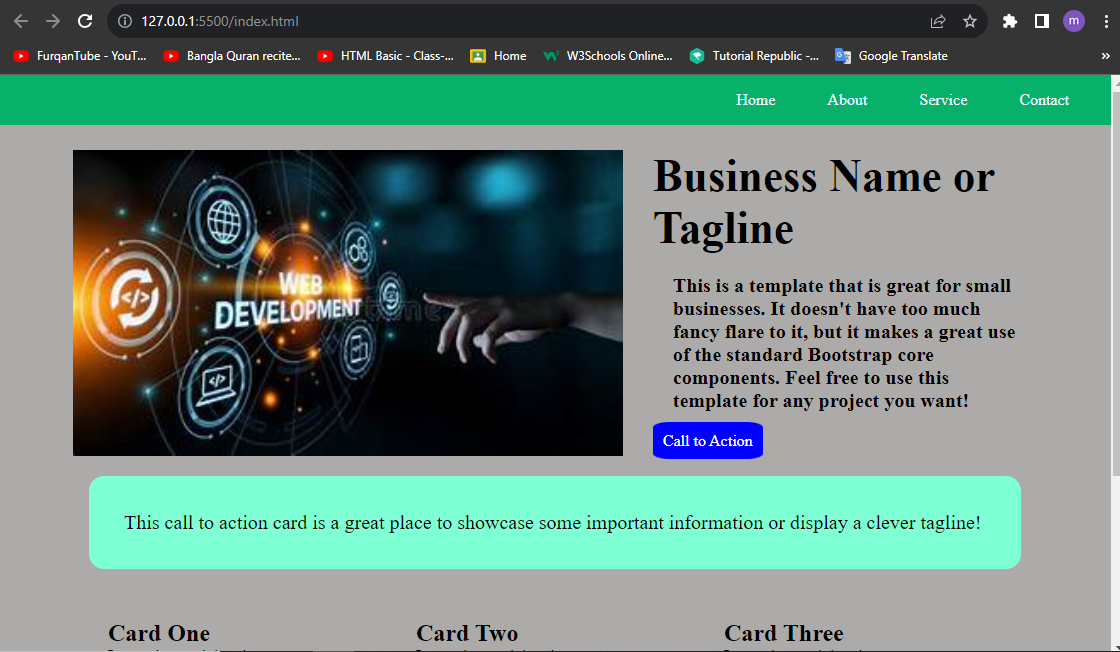 127.0.0.1:5500/index.html
m
FurqanTube - YouT... Bangla Quran recite... HTML Basic - Class-... Home W3Schools Online... Tutorial Republic -... Google Translate »
Home About Service Contact
WEB
DEVELOPMENT
</>
</>
Business Name or
Tagline
This is a template that is great for small
businesses. It doesn't have too much
fancy flare to it, but it makes a great use
of the standard Bootstrap core
components. Feel free to use this
template for any project you want!
Call to Action
This call to action card is a great place to showcase some important information or display a clever tagline!
Card One Card Two Card Three